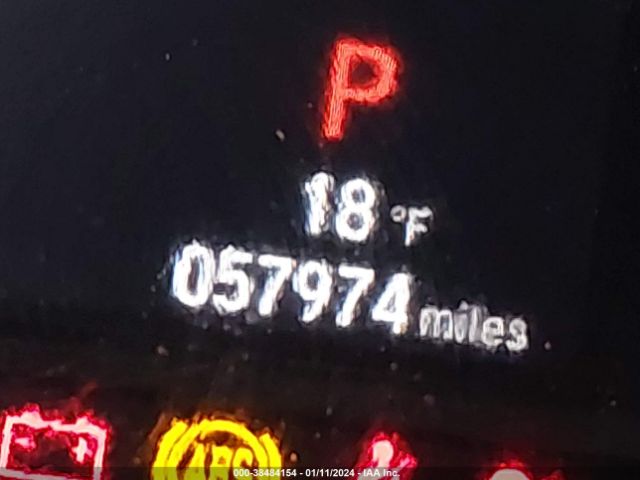 P
18 °F
057974 miles
ABS
000-38484154 - 01/11/2024 - IAA Inc.